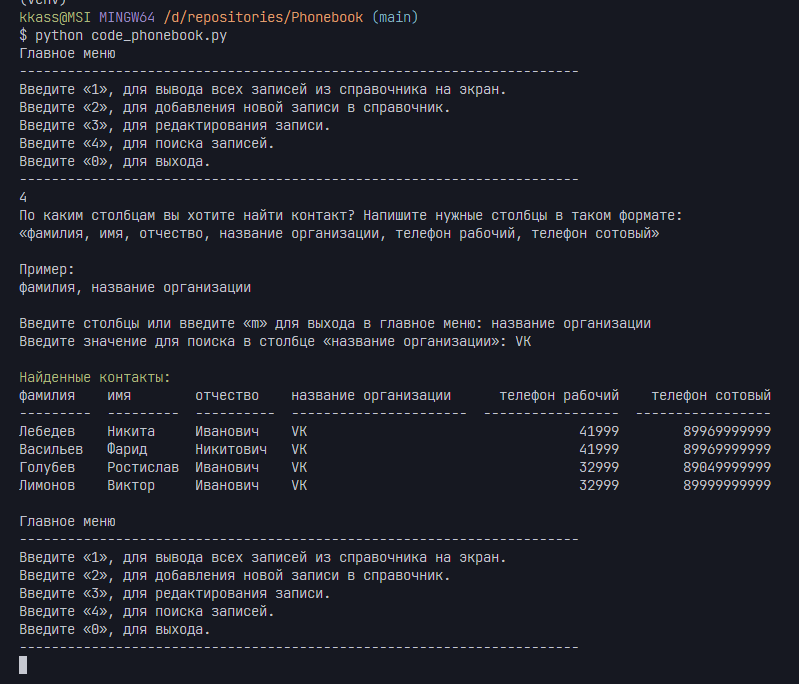 (venv)
kkass@MSI MINGW64 /d/repositories/Phonebook (main)
$ python code_phonebook.py
Главное меню
----------------------------------------------------------------------
Введите «1», для вывода всех записей из справочника на экран.
Введите «2», для добавления новой записи в справочник.
Введите «3», для редактирования записи.
Введите «4», для поиска записей.
Введите «0», для выхода.
----------------------------------------------------------------------
4
По каким столбцам вы хотите найти контакт? Напишите нужные столбцы в таком формате:
«фамилия, имя, отчество, название организации, телефон рабочий, телефон сотовый»
Пример:
фамилия, название организации
Введите столбцы или введите «m» для выхода в главное меню: название организации
Введите значение для поиска в столбце «название организации»: VK
Найденные контакты:
фамилия    имя        отчество    название организации      телефон рабочий    телефон сотовый
---------  ---------  ----------  ----------------------  -----------------  -----------------
Лебедев    Никита     Иванович    VK                                  41999        89969999999
Васильев   Фарид      Никитович   VK                                  41999        89969999999
Голубев    Ростислав  Иванович    VK                                  32999        89049999999
Лимонов    Виктор     Иванович    VK                                  32999        89999999999
Главное меню
----------------------------------------------------------------------
Введите «1», для вывода всех записей из справочника на экран.
Введите «2», для добавления новой записи в справочник.
Введите «3», для редактирования записи.
Введите «4», для поиска записей.
Введите «0», для выхода.
----------------------------------------------------------------------